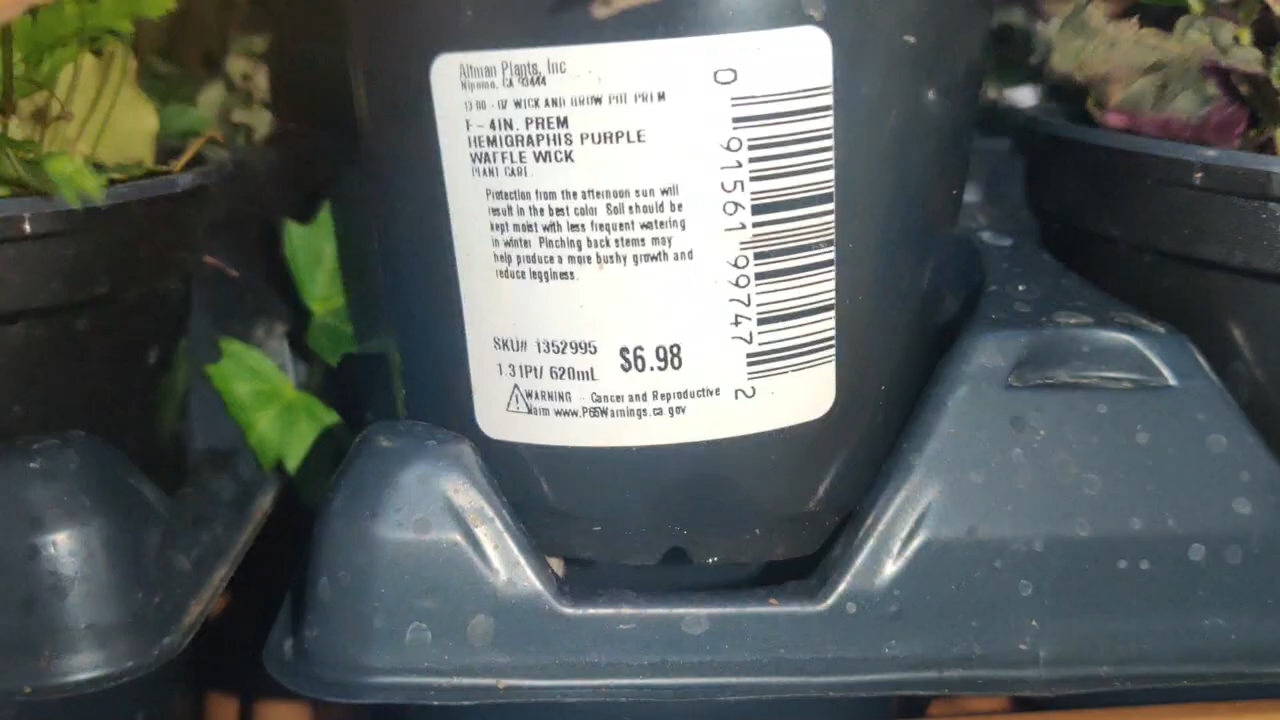 Altman Plants, Inc
Nipomo, CA 93444
WICK AND GROW POT PREM
F - 4IN. PREM
HEMIGRAPHIS PURPLE
WAFFLE WICK
PLANT CARE
Protection from the afternoon sun will
result in the best color Soil should be
kept moist with less frequent watering
in winter Pinching back stems may
help produce a more bushy growth and
reduce legginess.
SKU# 1352995
$6.98
1.31Pt/ 620mL
WARNING - Cancer and Reproductive
Harm www.P65Warnings.ca.gov
0 91561 99747 2